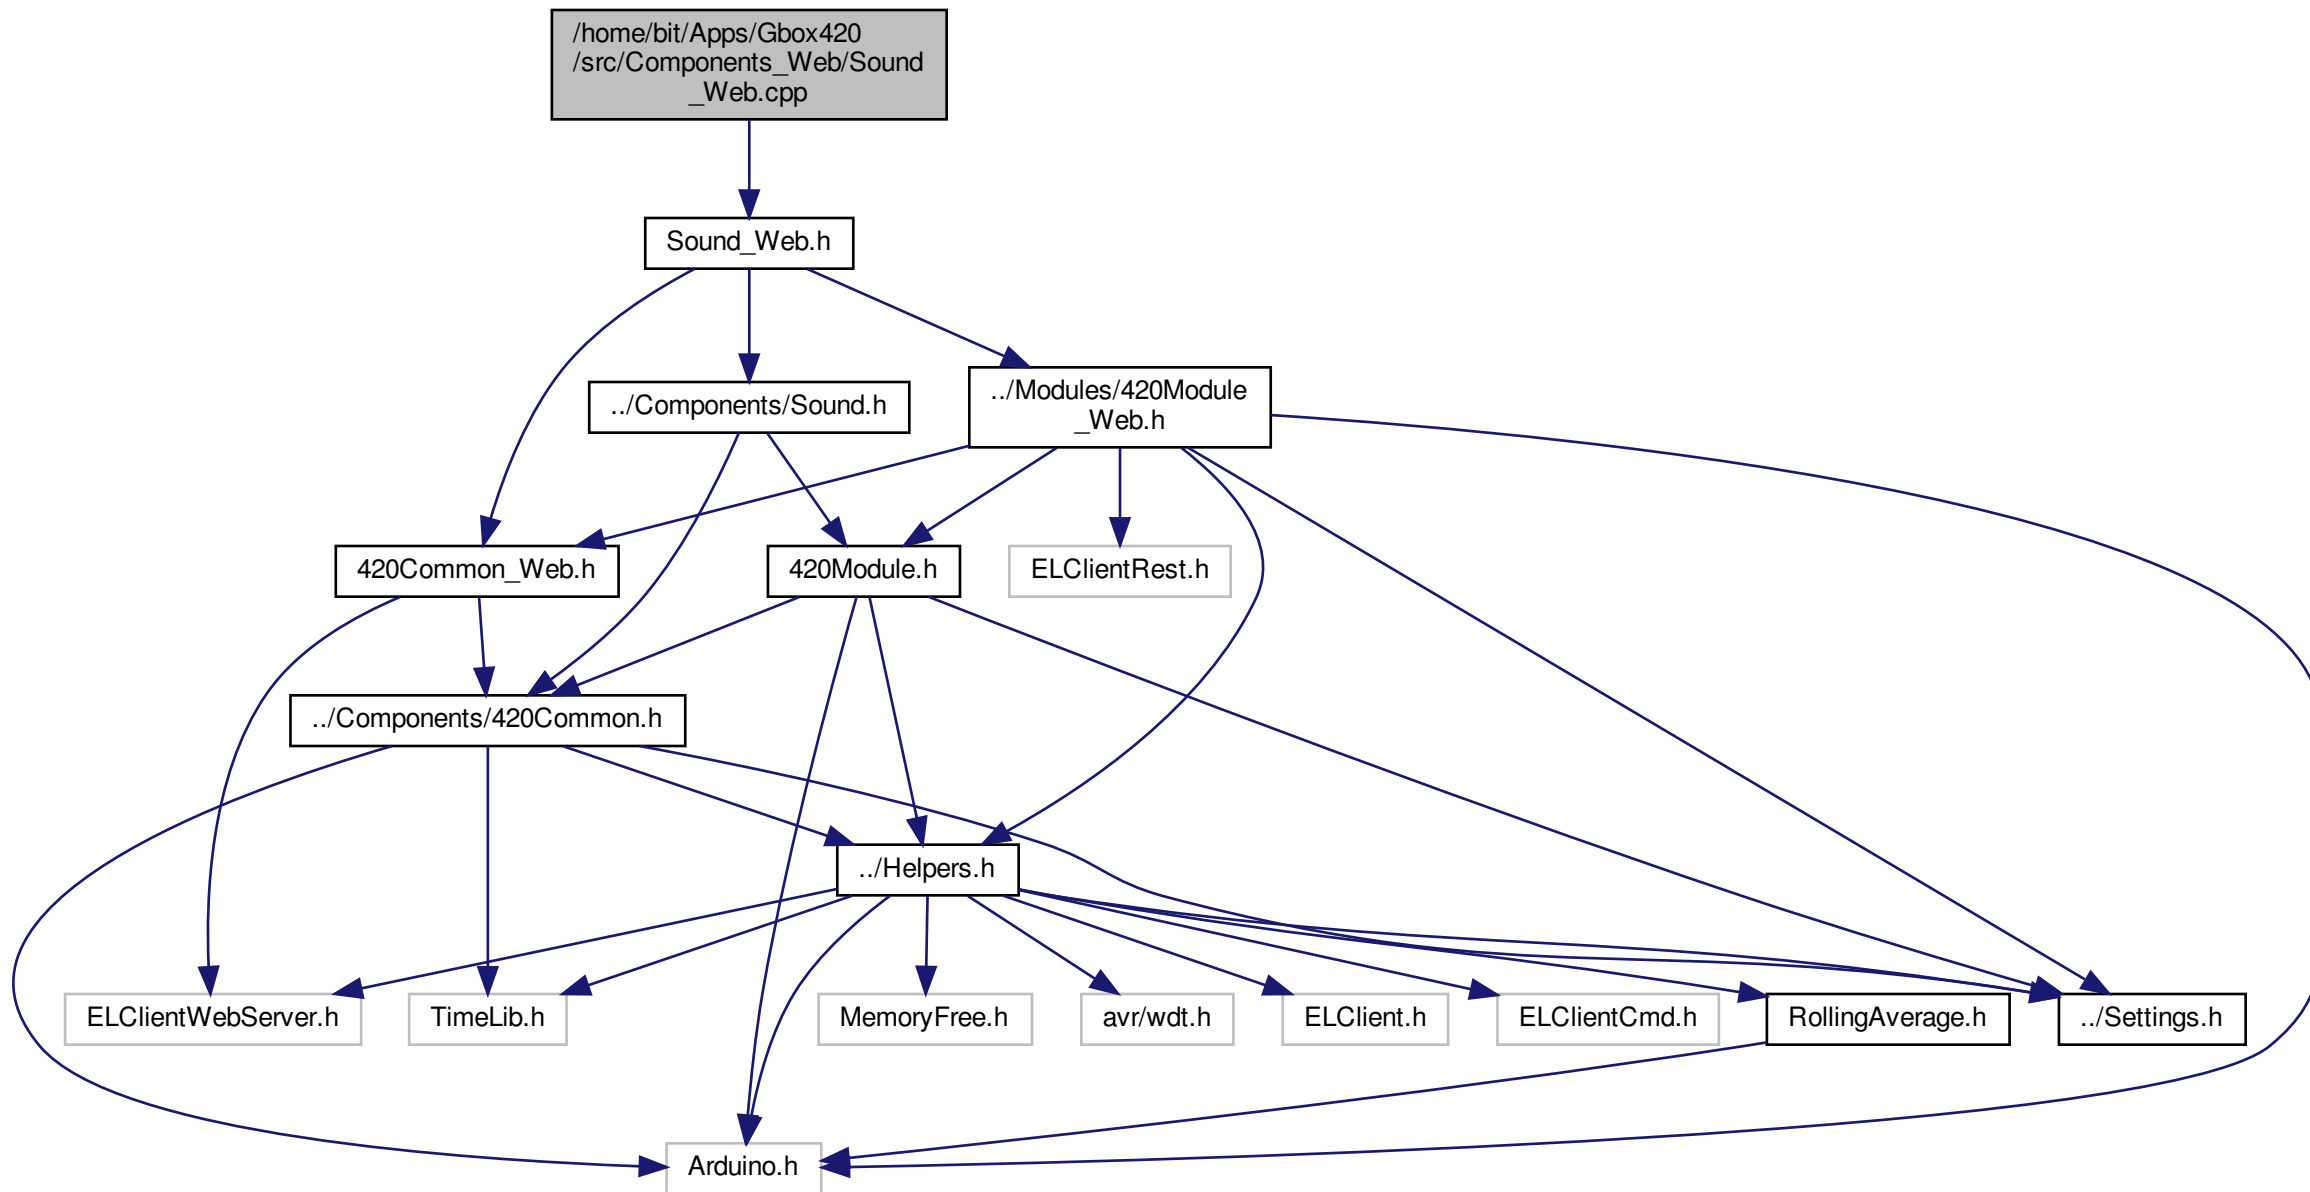 /home/bit/Apps/Gbox420
/src/Components_Web/Sound
_Web.cpp
Sound_Web.h
../Components/Sound.h
../Modules/420Module
_Web.h
420Common_Web.h
420Module.h
ELClientRest.h
../Components/420Common.h
../Helpers.h
ELClientWebServer.h
TimeLib.h
MemoryFree.h
avr/wdt.h
ELClient.h
ELClientCmd.h
RollingAverage.h
../Settings.h
Arduino.h